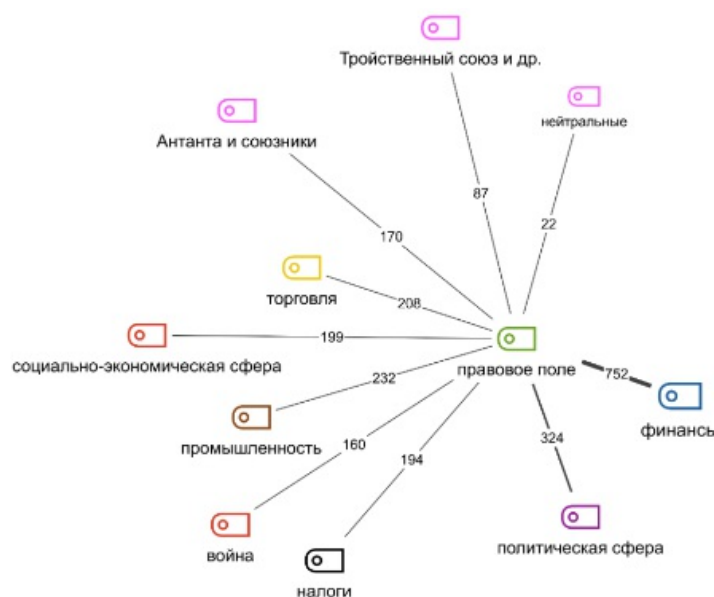 Тройственный союз и др.
нейтральные
Антанта и союзники
87
22
170
торговля
208
199
социально-экономическая сфера
правовое поле
232
752
финансы
промышленность
324
160
194
война
политическая сфера
налоги